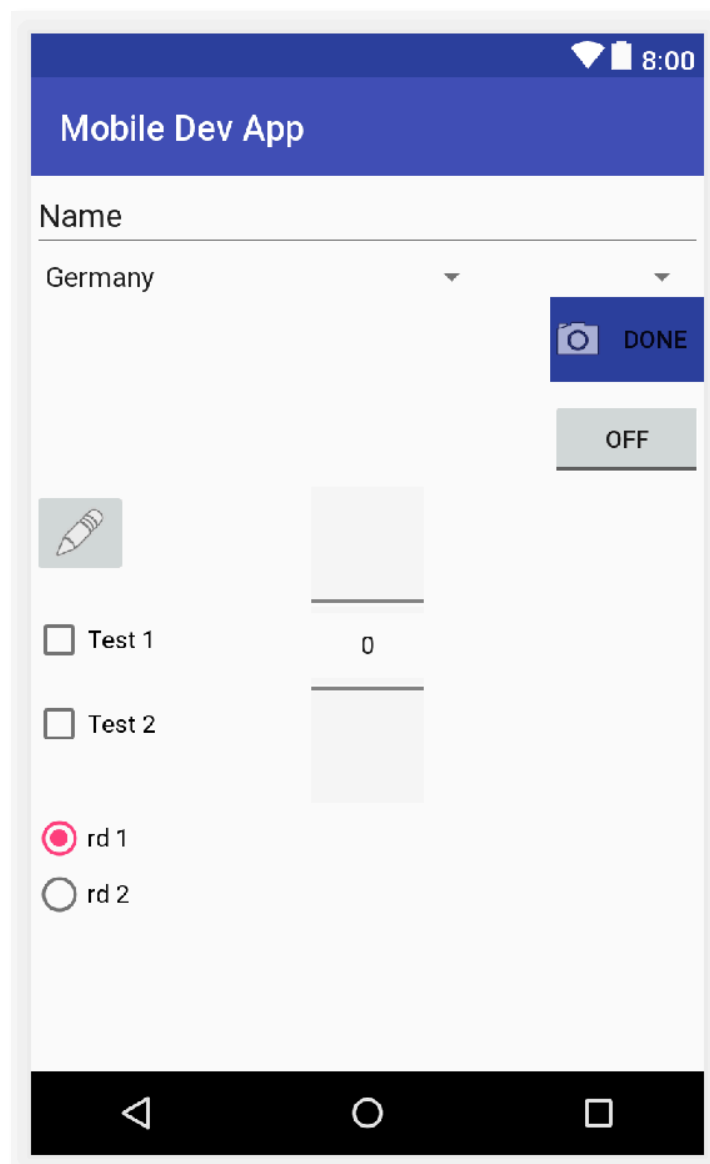 8:00
Mobile Dev App
Name
Germany
DONE
OFF
Test 1
0
Test 2
rd 1
rd 2